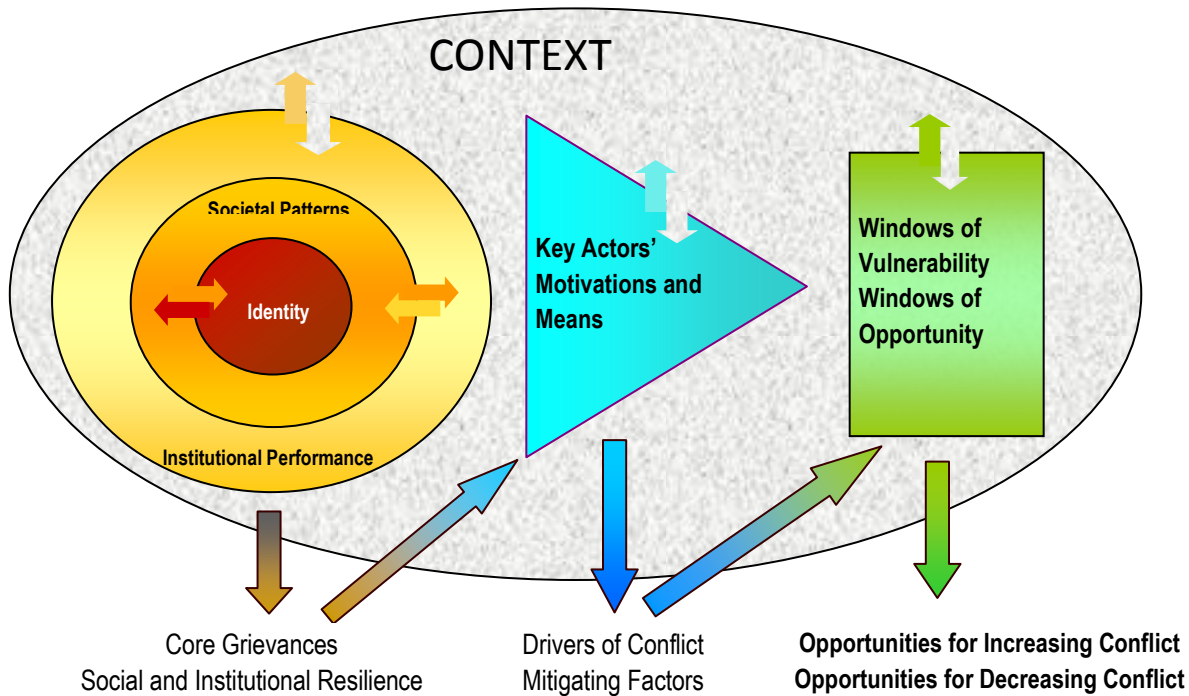 CONTEXT
Societal Patterns
Identity
Institutional Performance
Key Actors’
Motivations and
Means
Windows of
Vulnerability
Windows of
Opportunity
Core Grievances
Social and Institutional Resilience
Drivers of Conflict
Mitigating Factors
Opportunities for Increasing Conflict
Opportunities for Decreasing Conflict